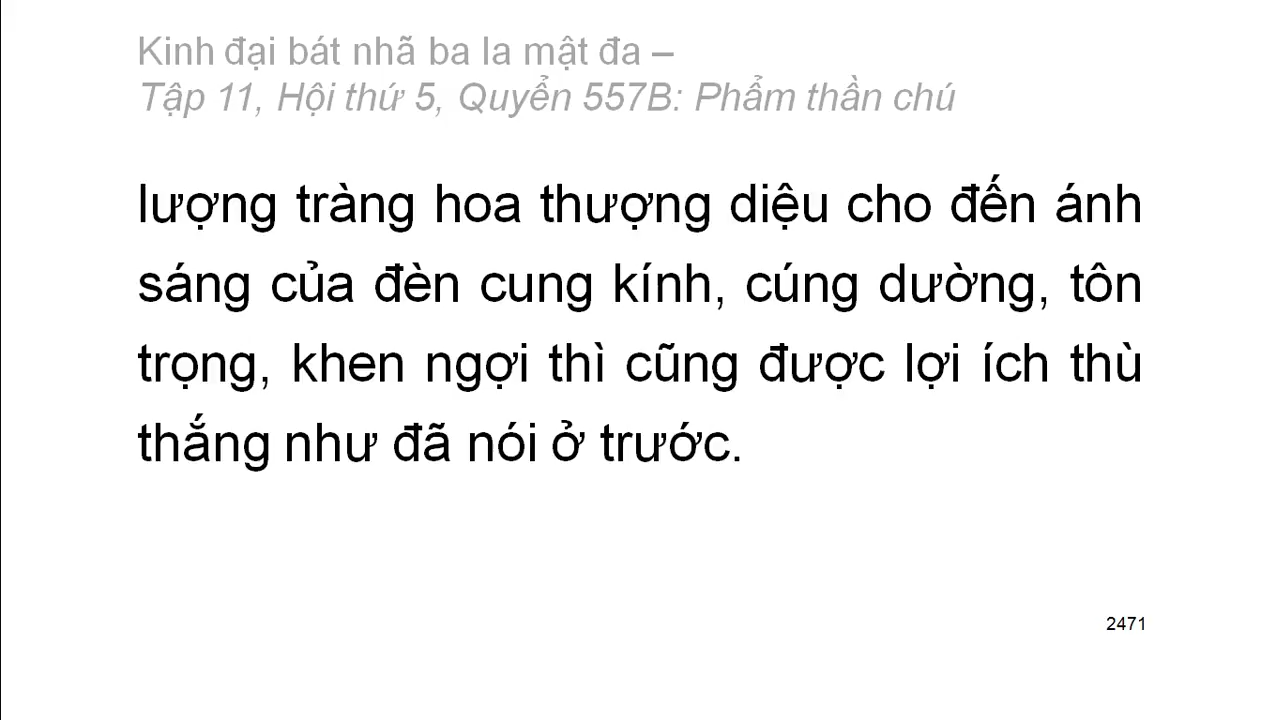 Kinh đại bát nhã ba la mật đa –
Tập 11, Hội thứ 5, Quyển 557B: Phẩm thần chú
lượng tràng hoa thượng diệu cho đến ánh
sáng của đèn cung kính, cúng dường, tôn
trọng, khen ngợi thì cũng được lợi ích thù
thắng như đã nói ở trước.
2471